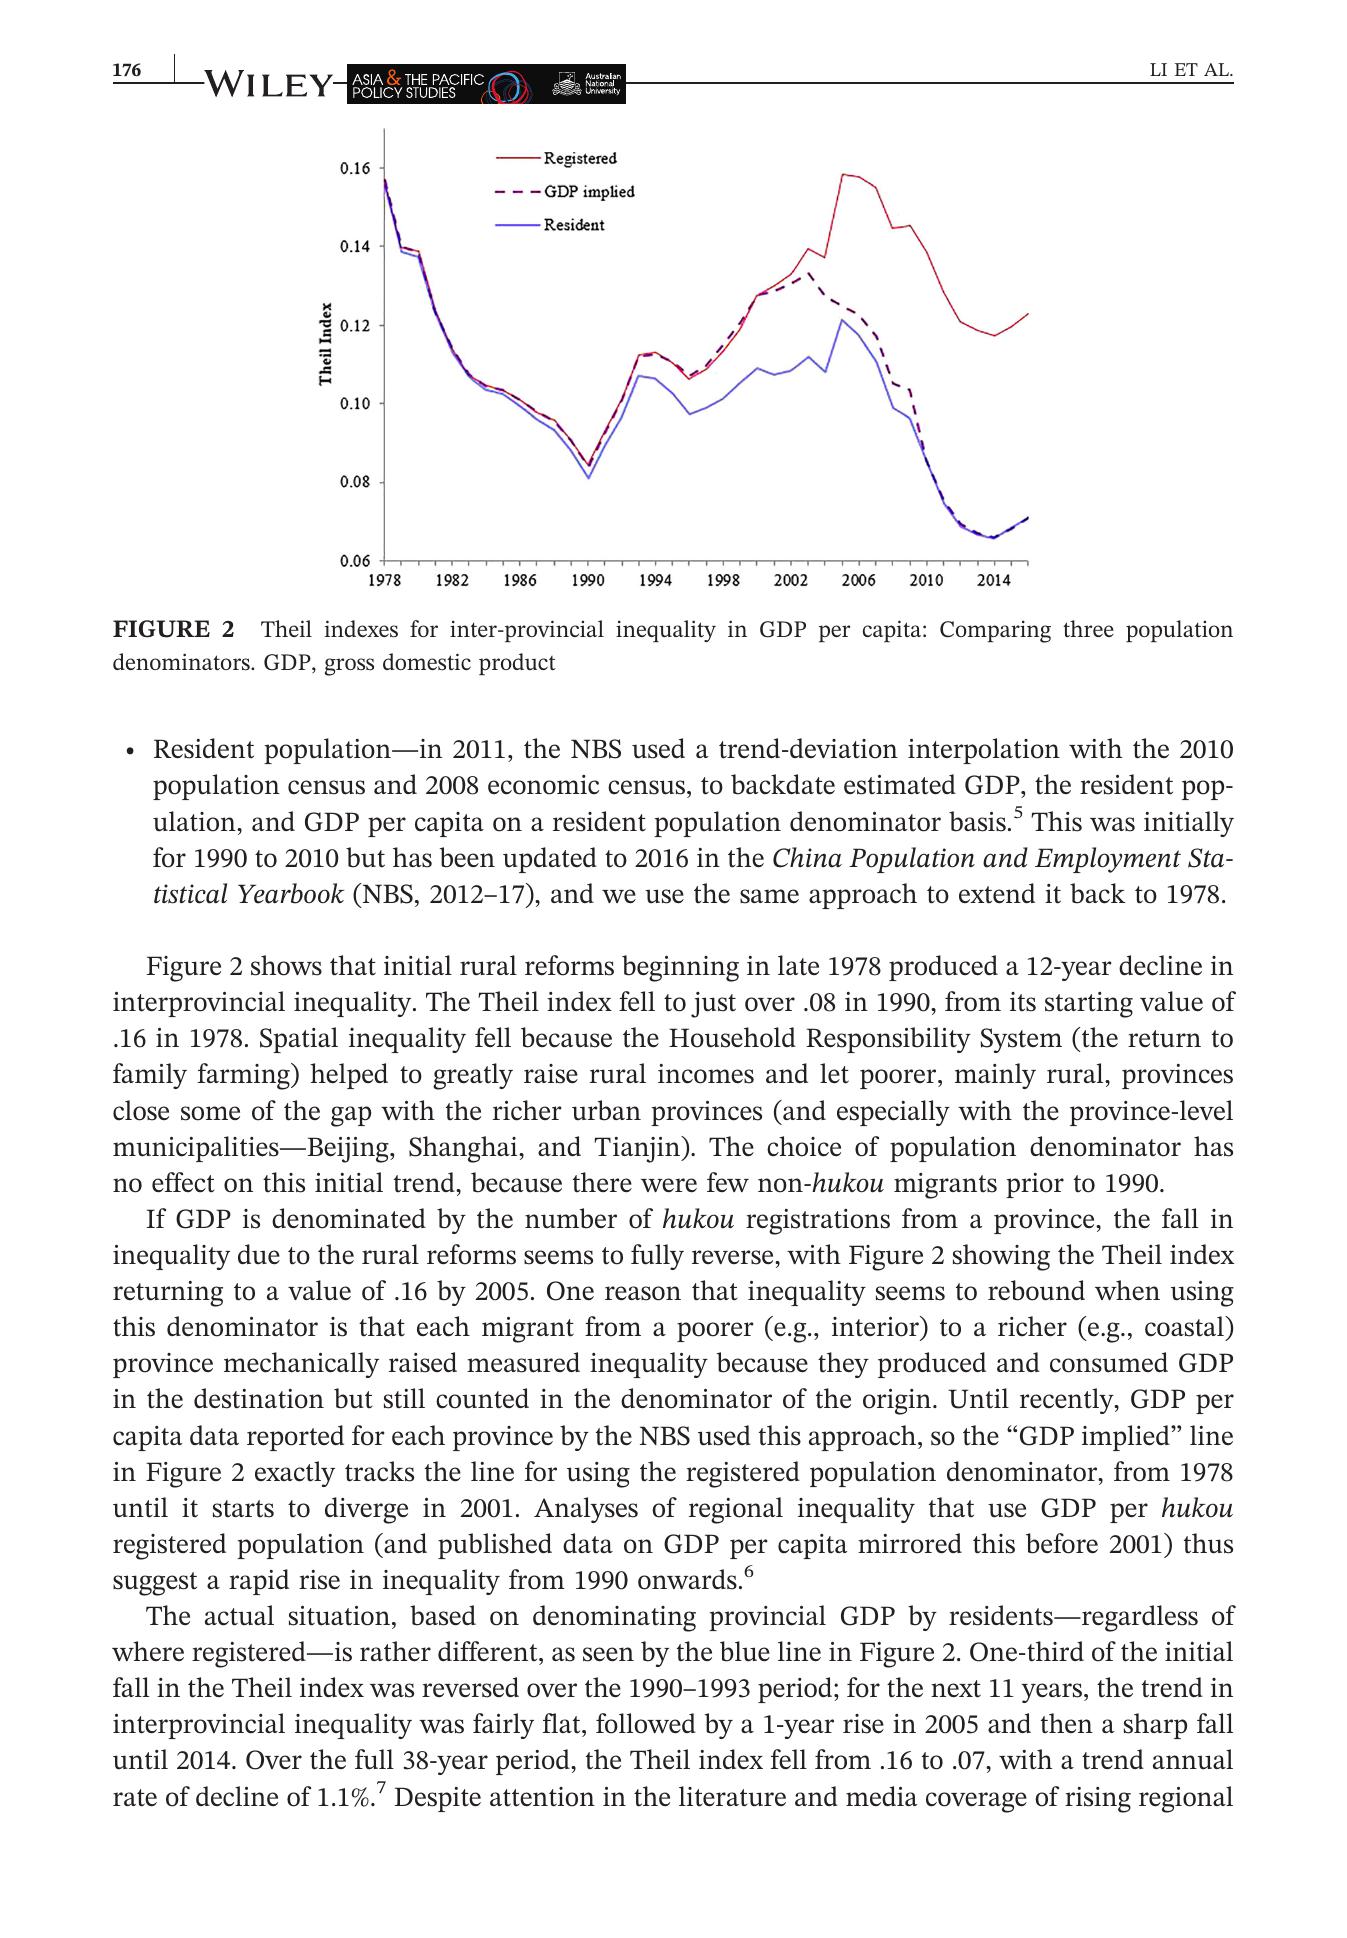 176
WILEY
ASIA & THE PACIFIC
POLICY STUDIES
Australian
National
University
LI ET AL.
Registered
GDP implied
Resident
Theil Index
0.16
0.14
0.12
0.10
0.08
0.06
1978 1982 1986 1990 1994 1998 2002 2006 2010 2014
FIGURE 2 Theil indexes for inter-provincial inequality in GDP per capita: Comparing three population
denominators. GDP, gross domestic product
• Resident population—in 2011, the NBS used a trend-deviation interpolation with the 2010
population census and 2008 economic census, to backdate estimated GDP, the resident pop-
ulation, and GDP per capita on a resident population denominator basis.5 This was initially
for 1990 to 2010 but has been updated to 2016 in the China Population and Employment Sta-
tistical Yearbook (NBS, 2012–17), and we use the same approach to extend it back to 1978.
Figure 2 shows that initial rural reforms beginning in late 1978 produced a 12-year decline in
interprovincial inequality. The Theil index fell to just over .08 in 1990, from its starting value of
.16 in 1978. Spatial inequality fell because the Household Responsibility System (the return to
family farming) helped to greatly raise rural incomes and let poorer, mainly rural, provinces
close some of the gap with the richer urban provinces (and especially with the province-level
municipalities—Beijing, Shanghai, and Tianjin). The choice of population denominator has
no effect on this initial trend, because there were few non-hukou migrants prior to 1990.
If GDP is denominated by the number of hukou registrations from a province, the fall in
inequality due to the rural reforms seems to fully reverse, with Figure 2 showing the Theil index
returning to a value of .16 by 2005. One reason that inequality seems to rebound when using
this denominator is that each migrant from a poorer (e.g., interior) to a richer (e.g., coastal)
province mechanically raised measured inequality because they produced and consumed GDP
in the destination but still counted in the denominator of the origin. Until recently, GDP per
capita data reported for each province by the NBS used this approach, so the “GDP implied” line
in Figure 2 exactly tracks the line for using the registered population denominator, from 1978
until it starts to diverge in 2001. Analyses of regional inequality that use GDP per hukou
registered population (and published data on GDP per capita mirrored this before 2001) thus
suggest a rapid rise in inequality from 1990 onwards.6
The actual situation, based on denominating provincial GDP by residents—regardless of
where registered—is rather different, as seen by the blue line in Figure 2. One-third of the initial
fall in the Theil index was reversed over the 1990–1993 period; for the next 11 years, the trend in
interprovincial inequality was fairly flat, followed by a 1-year rise in 2005 and then a sharp fall
until 2014. Over the full 38-year period, the Theil index fell from .16 to .07, with a trend annual
rate of decline of 1.1%.7 Despite attention in the literature and media coverage of rising regional